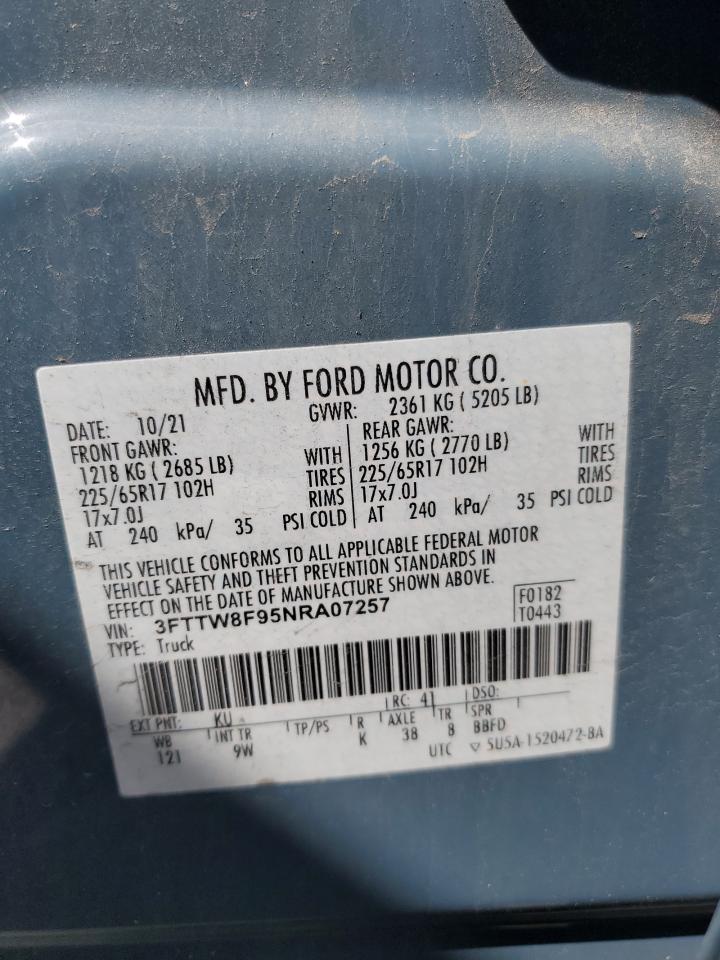 MFD. BY FORD MOTOR CO.
DATE: 10/21 GVWR: 2361 KG ( 5205 LB)
FRONT GAWR: REAR GAWR:
1218 KG ( 2685 LB) WITH 1256 KG ( 2770 LB) WITH
225/65R17 102H TIRES 225/65R17 102H TIRES
17x7.0J RIMS 17x7.0J RIMS
AT 240 kPa/ 35 PSI COLD AT 240 kPa/ 35 PSI COLD
THIS VEHICLE CONFORMS TO ALL APPLICABLE FEDERAL MOTOR
VEHICLE SAFETY AND THEFT PREVENTION STANDARDS IN
EFFECT ON THE DATE OF MANUFACTURE SHOWN ABOVE.
VIN: 3FTTW8F95NRA07257 F0182
TYPE: Truck T0443
EXT PNT: KU RC: 41 DSO:
WB INT TR TP/PS R AXLE TR SPR
121 9W K 38 8 BBFD
UTC ▽ 5U5A-1520472-BA